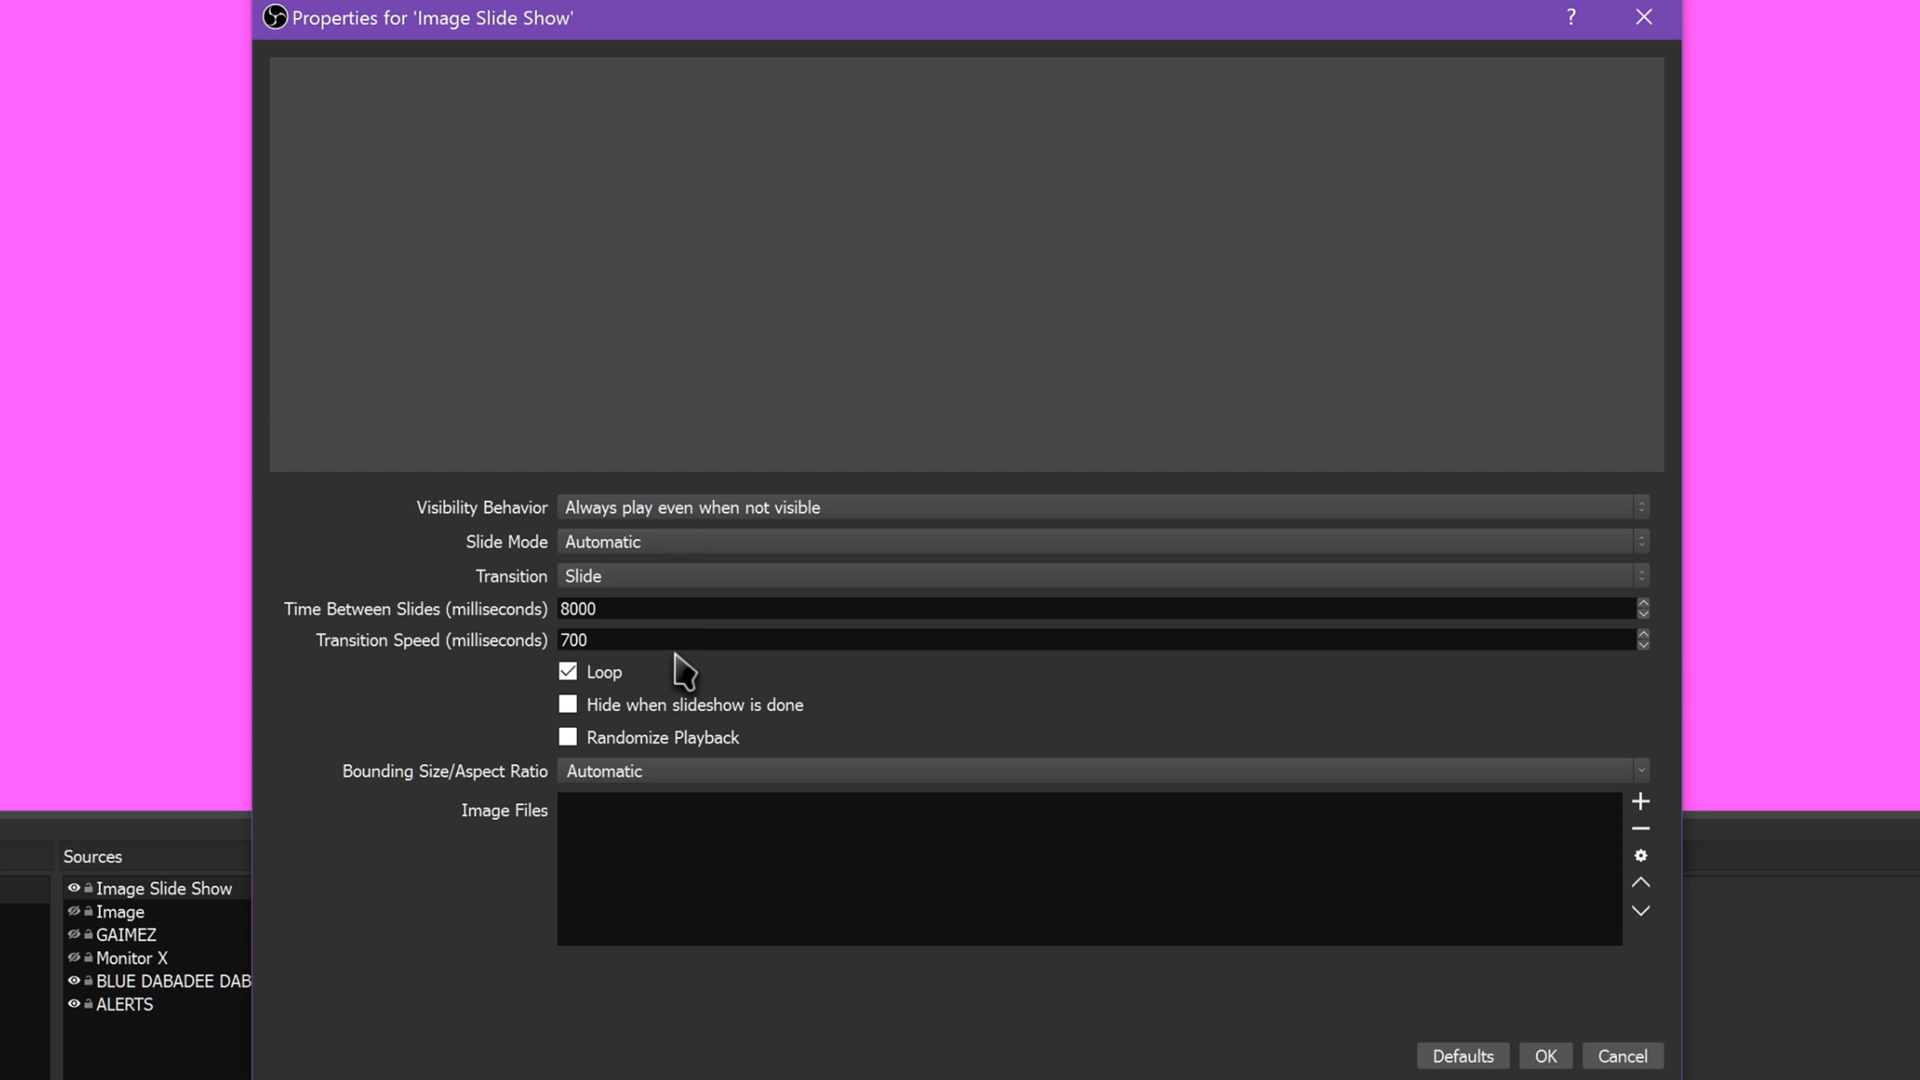 Properties for 'Image Slide Show'
?
Visibility Behavior Always play even when not visible
Slide Mode Automatic
Transition Slide
Time Between Slides (milliseconds) 8000
Transition Speed (milliseconds) 700
Loop
Hide when slideshow is done
Randomize Playback
Bounding Size/Aspect Ratio Automatic
Image Files
Sources
Image Slide Show
Image
GAIMEZ
Monitor X
BLUE DABADEE DAB
ALERTS
Defaults OK Cancel